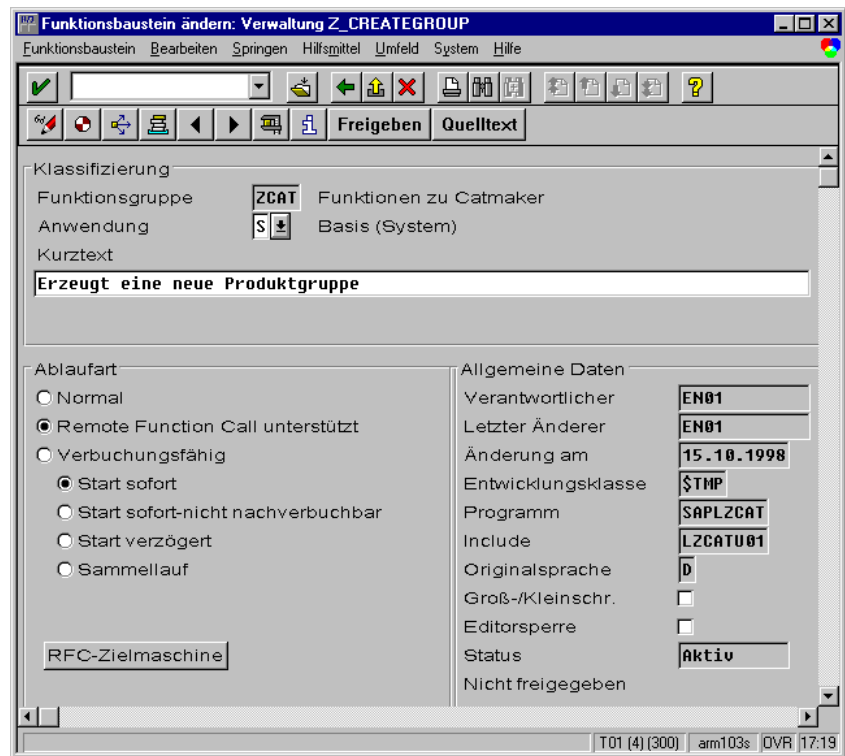 Funktionsbaustein ändern: Verwaltung Z_CREATEGROUP
Funktionsbaustein Bearbeiten Springen Hilfsmittel Umfeld System Hilfe
Freigeben Quelltext
Klassifizierung
Funktionsgruppe ZCAT Funktionen zu Catmaker
Anwendung S Basis (System)
Kurztext
Erzeugt eine neue Produktgruppe
Ablaufart
Normal
Remote Function Call unterstützt
Verbuchungsfähig
Start sofort
Start sofort-nicht nachverbuchbar
Start verzögert
Sammellauf
RFC-Zielmaschine
Allgemeine Daten
Verantwortlicher EN01
Letzter Änderer EN01
Änderung am 15.10.1998
Entwicklungsklasse $TMP
Programm SAPLZCAT
Include LZCATU01
Originalsprache D
Groß-/Kleinschr.
Editorsperre
Status Aktiv
Nicht freigegeben
T01 (4) (300) arm103s OVR 17:19